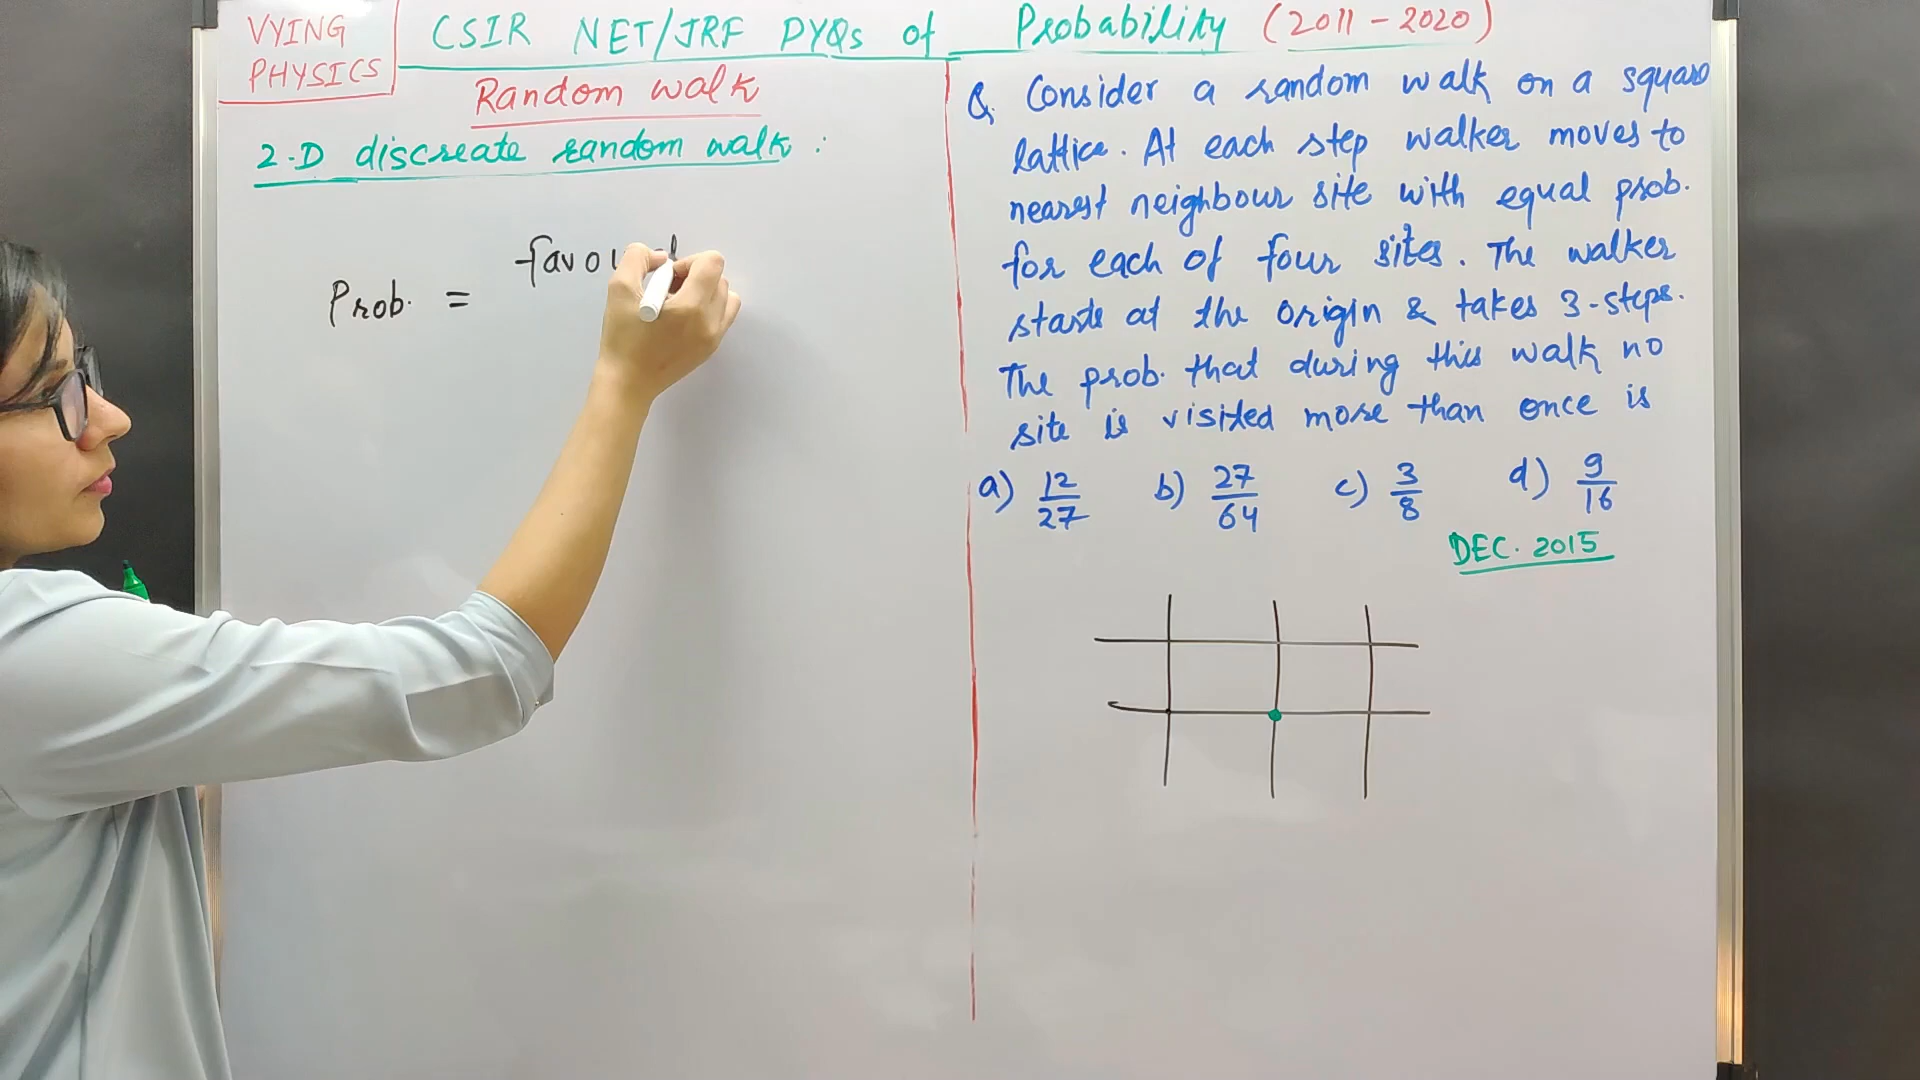 VYING
PHYSICS
CSIR NET/JRF PYQs of Probability (2011-2020)
Random walk
2-D discreate random walk :
Prob. =
Q. Consider a random walk on a square
lattice. At each step walker moves to
nearest neighbour site with equal prob.
for each of four sites. The walker
starts at the origin & takes 3-steps.
The prob. that during this walk no
site is visited more than once is
a) 12/27 b) 27/64 c) 3/8 d) 9/16
DEC. 2015